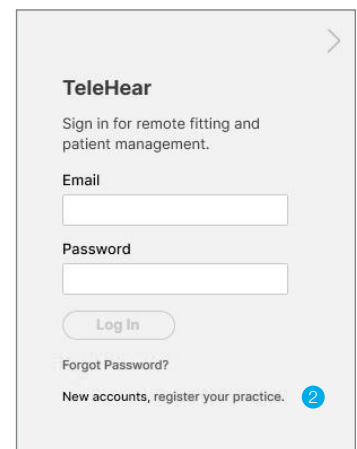 TeleHear
Sign in for remote fitting and
patient management.
Email
Password
Log In
Forgot Password?
New accounts, register your practice. 2